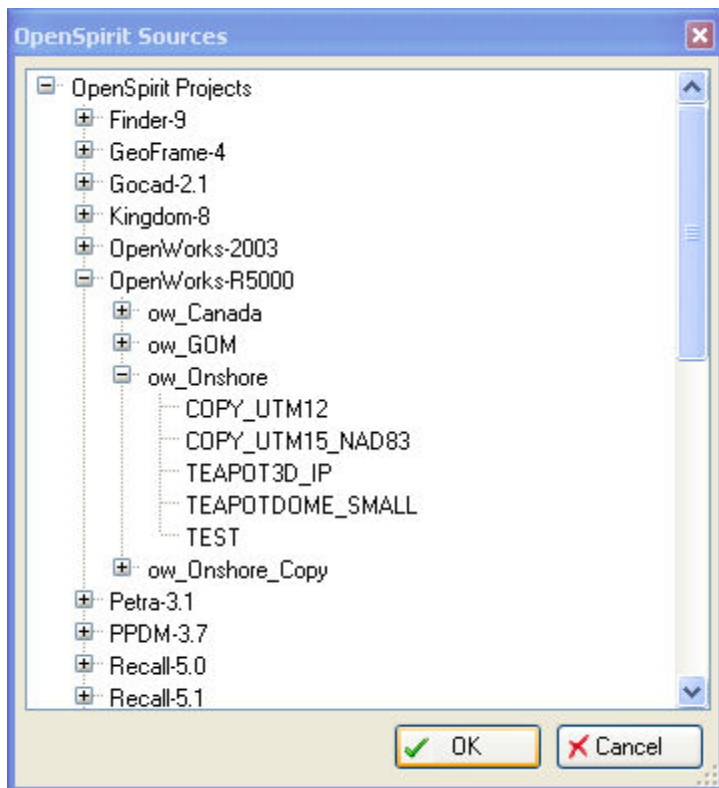 OpenSpirit Sources
OpenSpirit Projects
Finder-9
GeoFrame-4
Gocad-2.1
Kingdom-8
OpenWorks-2003
OpenWorks-R5000
ow_Canada
ow_GOM
ow_Onshore
COPY_UTM12
COPY_UTM15_NAD83
TEAPOT3D_IP
TEAPOTDOME_SMALL
TEST
ow_Onshore_Copy
Petra-3.1
PPDM-3.7
Recall-5.0
Recall-5.1
OK Cancel